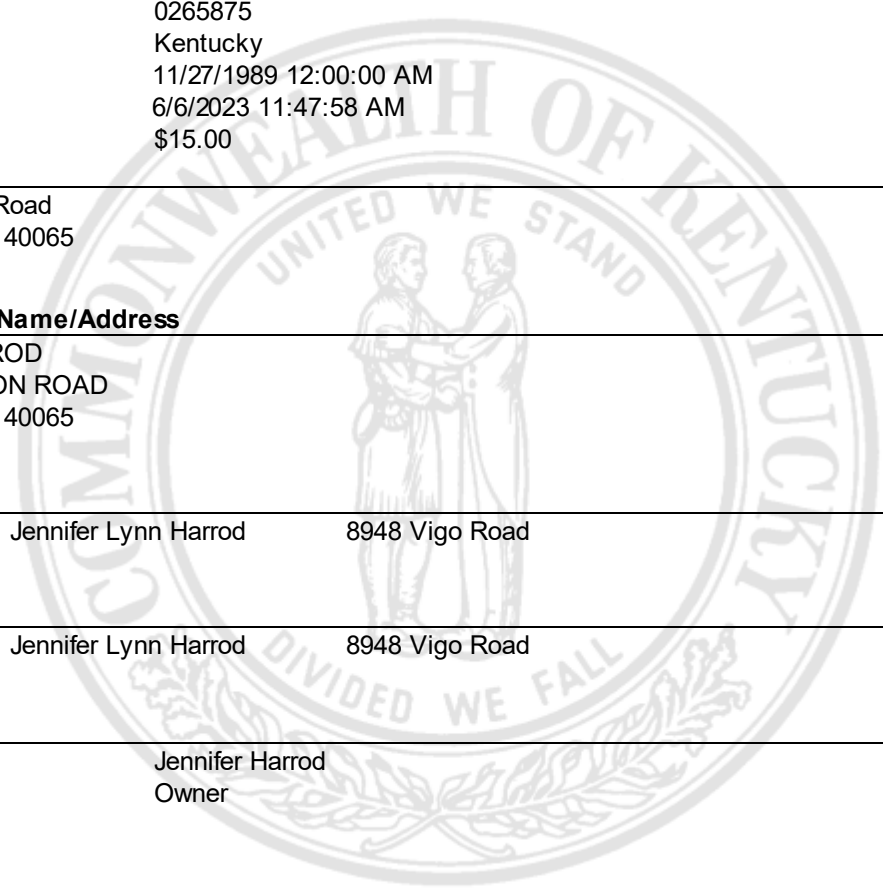 0265875
Kentucky
11/27/1989 12:00:00 AM
6/6/2023 11:47:58 AM
$15.00
Road
40065
Name/Address
ROD
ON ROAD
40065
Jennifer Lynn Harrod 8948 Vigo Road
Jennifer Lynn Harrod 8948 Vigo Road
Jennifer Harrod
Owner
COMMONWEALTH OF KENTUCKY
UNITED WE STAND
DIVIDED WE FALL